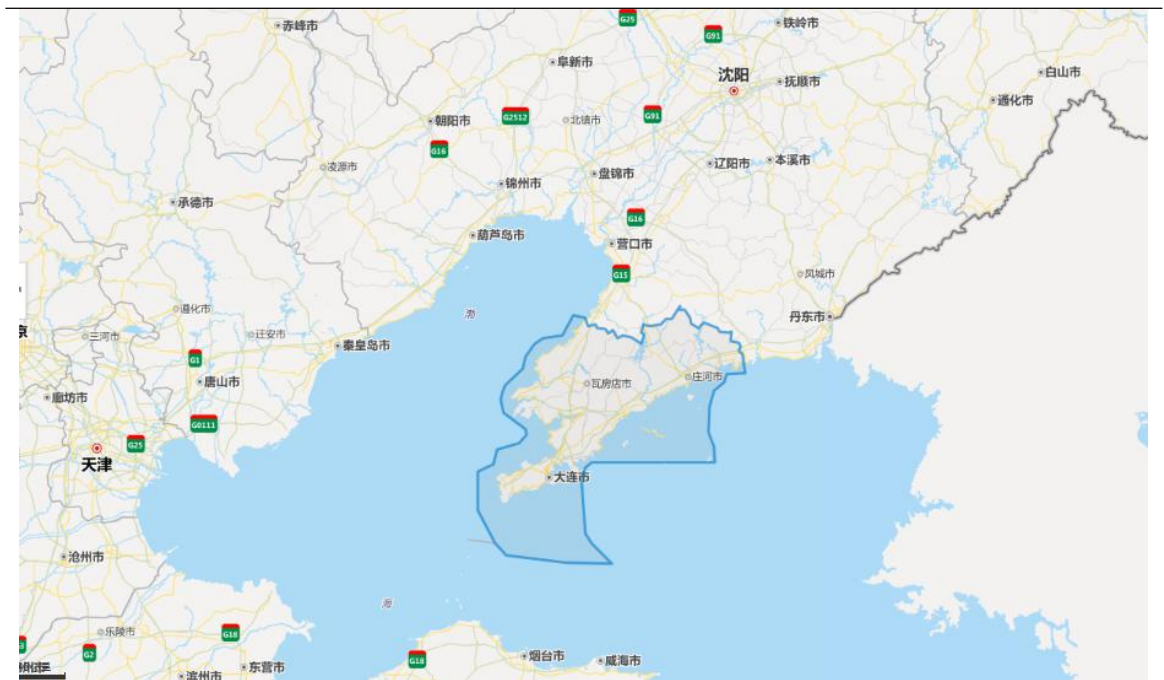 赤峰市
G25
G91
铁岭市
阜新市
沈阳
抚顺市
白山市
通化市
朝阳市
G2512
北镇市
G91
G16
凌源市
锦州市
盘锦市
辽阳市
本溪市
承德市
葫芦岛市
G16
营口市
G15
凤城市
遵化市
渤
丹东市
京
三河市
迁安市
秦皇岛市
G1
唐山市
瓦房店市
庄河市
廊坊市
G0111
G25
天津
大连市
沧州市
海
乐陵市
G18
G2
东营市
滨州市
G18
烟台市
威海市